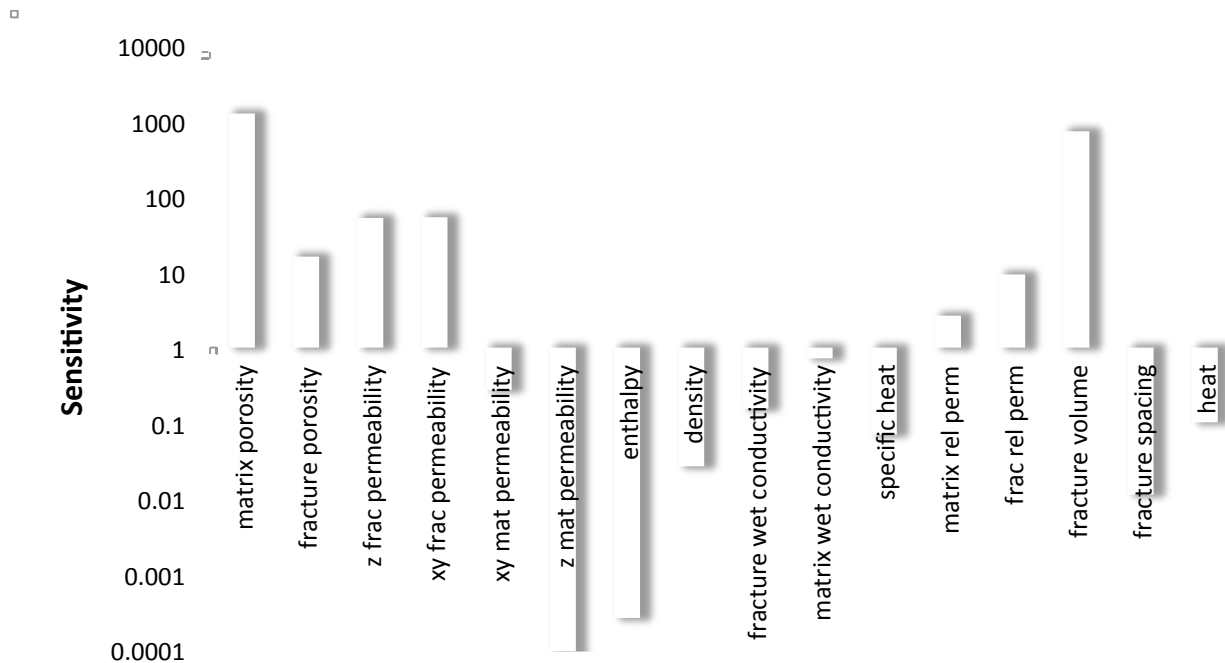 10000
1000
100
10
1
0.1
0.01
0.001
0.0001
Sensitivity
matrix porosity
fracture porosity
z frac permeability
xy frac permeability
xy mat permeability
z mat permeability
enthalpy
density
fracture wet conductivity
matrix wet conductivity
specific heat
matrix rel perm
frac rel perm
fracture volume
fracture spacing
heat